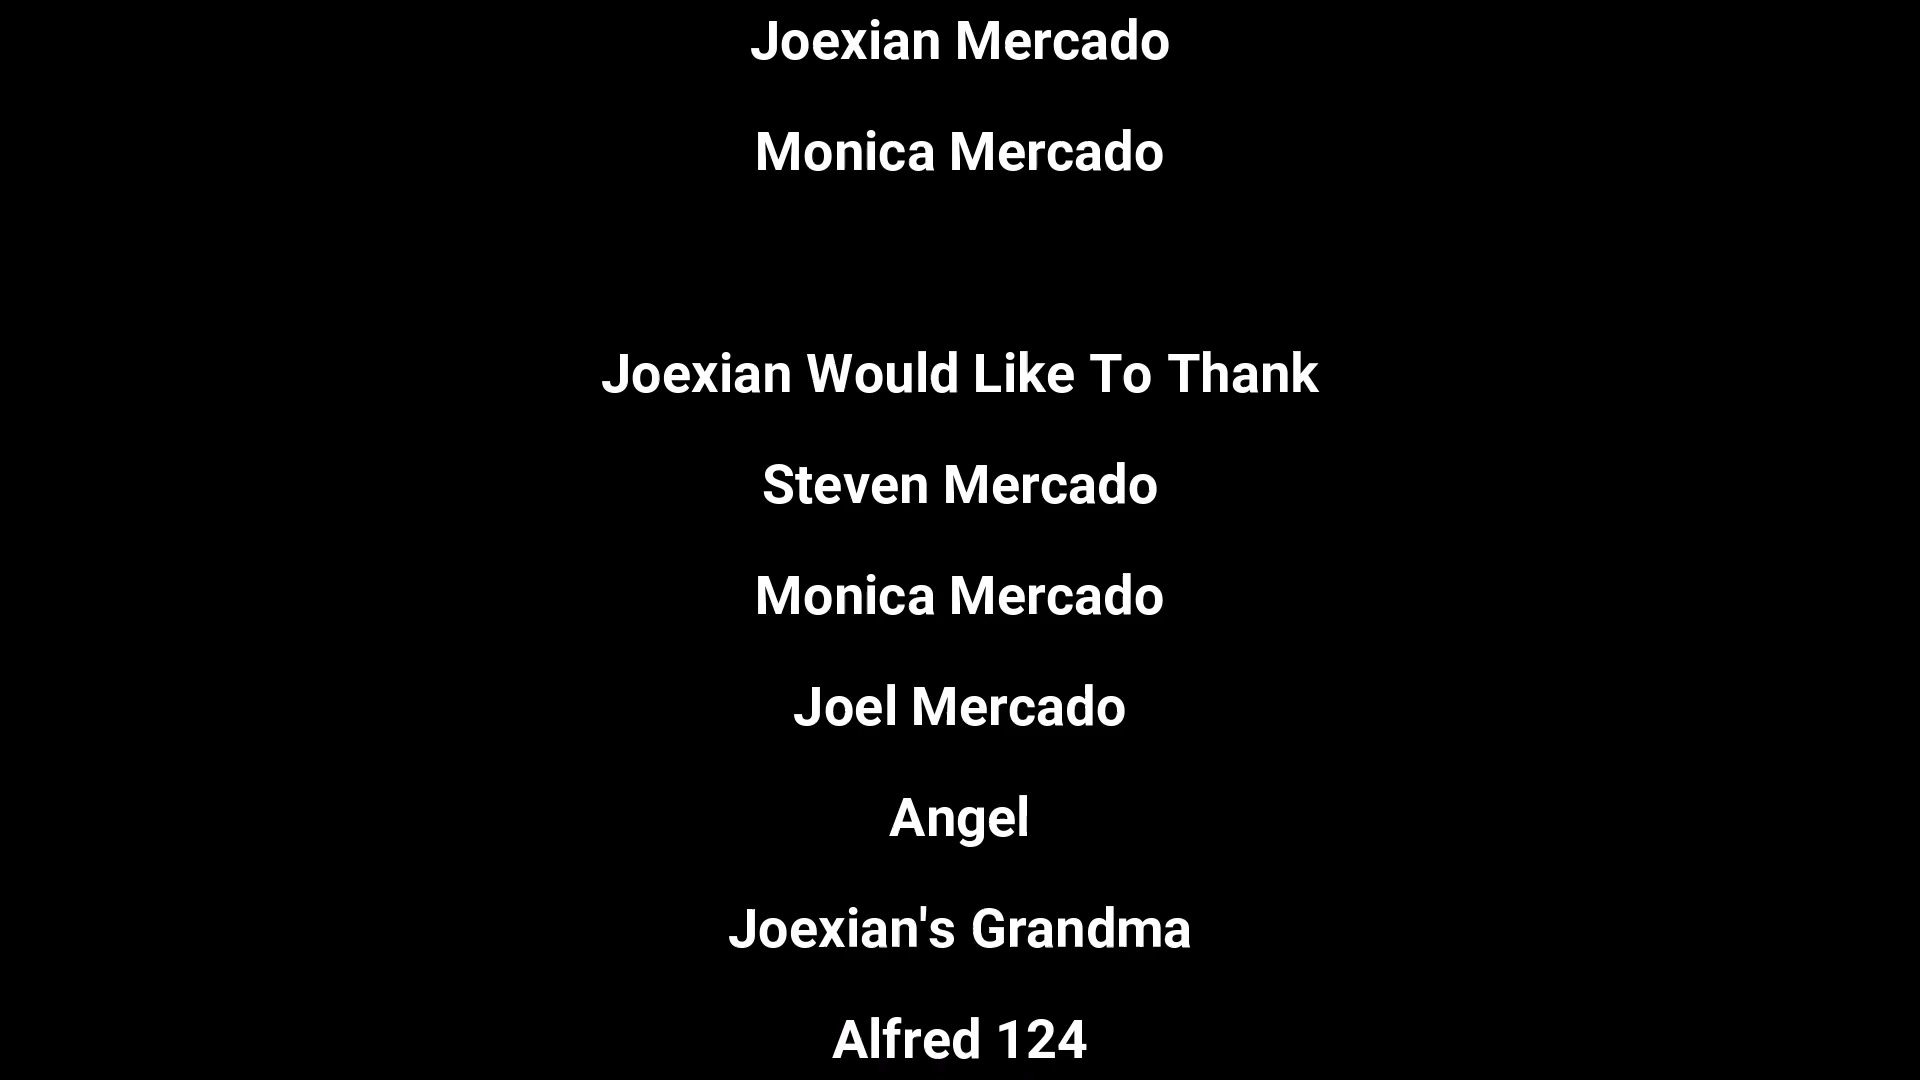 Joexian Mercado
Monica Mercado
Joexian Would Like To Thank
Steven Mercado
Monica Mercado
Joel Mercado
Angel
Joexian's Grandma
Alfred 124